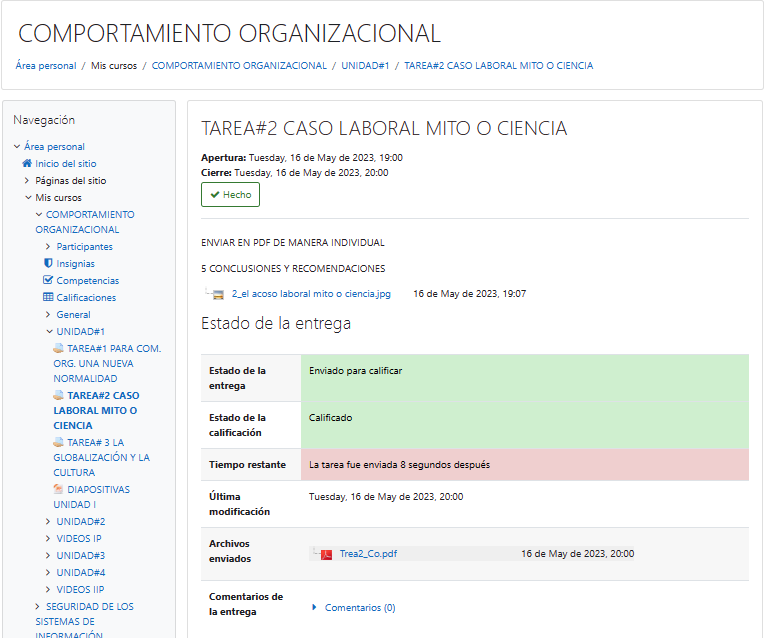 COMPORTAMIENTO ORGANIZACIONAL
Área personal / Mis cursos / COMPORTAMIENTO ORGANIZACIONAL / UNIDAD#1 / TAREA#2 CASO LABORAL MITO O CIENCIA
Navegación
Área personal
Inicio del sitio
Páginas del sitio
Mis cursos
COMPORTAMIENTO
ORGANIZACIONAL
Participantes
Insignias
Competencias
Calificaciones
General
UNIDAD#1
TAREA#1 PARA COM.
ORG. UNA NUEVA
NORMALIDAD
TAREA#2 CASO
LABORAL MITO O
CIENCIA
TAREA# 3 LA
GLOBALIZACIÓN Y LA
CULTURA
DIAPOSITIVAS
UNIDAD I
UNIDAD#2
VIDEOS IP
UNIDAD#3
UNIDAD#4
VIDEOS IIP
SEGURIDAD DE LOS
SISTEMAS DE
INFORMACIÓN
TAREA#2 CASO LABORAL MITO O CIENCIA
Apertura: Tuesday, 16 de May de 2023, 19:00
Cierre: Tuesday, 16 de May de 2023, 20:00
Hecho
ENVIAR EN PDF DE MANERA INDIVIDUAL
5 CONCLUSIONES Y RECOMENDACIONES
2_el acoso laboral mito o ciencia.jpg 16 de May de 2023, 19:07
Estado de la entrega
Estado de la
entrega
Enviado para calificar
Estado de la
calificación
Calificado
Tiempo restante
La tarea fue enviada 8 segundos después
Última
modificación
Tuesday, 16 de May de 2023, 20:00
Archivos
enviados
Trea2_Co.pdf 16 de May de 2023, 20:00
Comentarios de
la entrega
Comentarios (0)